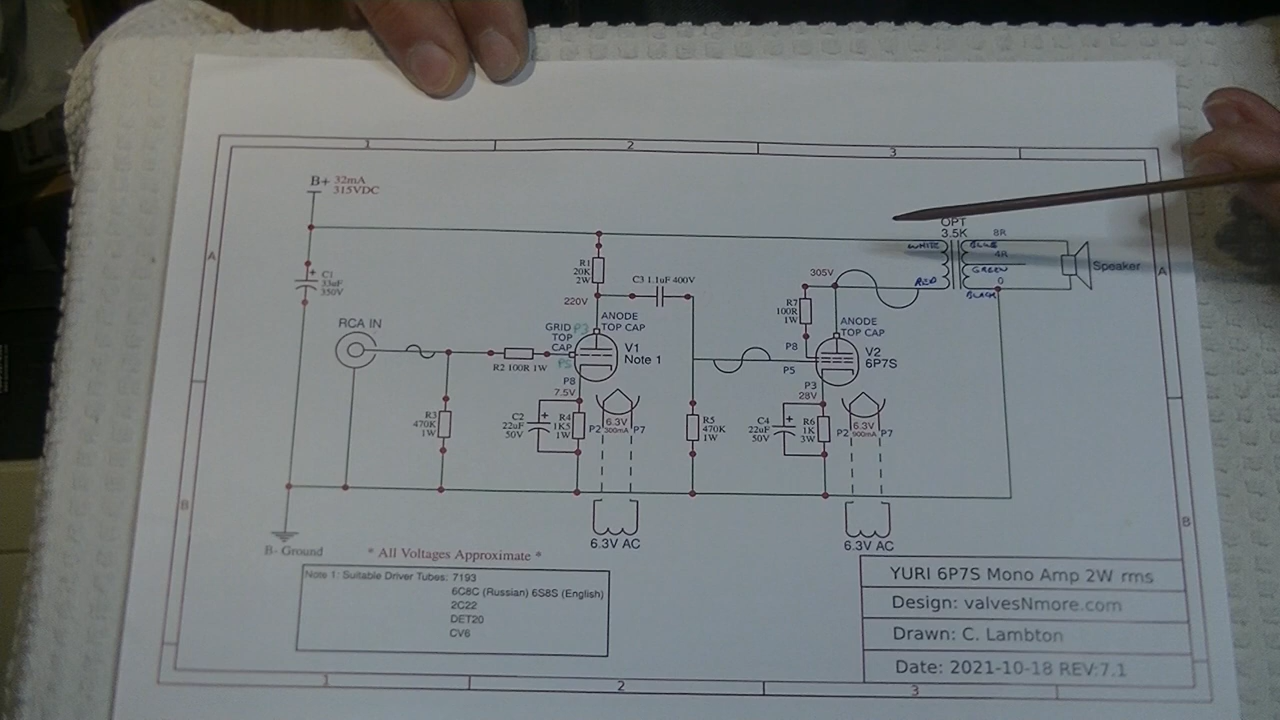 1
2
3
A
B+ 32mA
315VDC
OPT
3.5K
8R
WHITE
BLUE
4R
GREEN
RED
0
BLACK
Speaker
A
C1
33uF
350V
R1
20K
2W
C3 1.1uF 400V
220V
305V
R7
100R
1W
RCA IN
GRID
TOP
CAP
P3
P5
ANODE
TOP CAP
V1
Note 1
R2 100R 1W
P8
7.5V
ANODE
TOP CAP
P8
P5
V2
6P7S
P3
28V
R3
470K
1W
C2
22uF
50V
R4
1K5
1W
P2
6.3V
300mA
P7
R5
470K
1W
C4
22uF
50V
R6
1K
3W
P2
6.3V
900mA
P7
B
B
B- Ground
6.3V AC
6.3V AC
* All Voltages Approximate *
Note 1: Suitable Driver Tubes: 7193
6C8C (Russian) 6S8S (English)
2C22
DET20
CV6
YURI 6P7S Mono Amp 2W rms
Design: valvesNmore.com
Drawn: C. Lambton
Date: 2021-10-18 REV:7.1
1
2
3